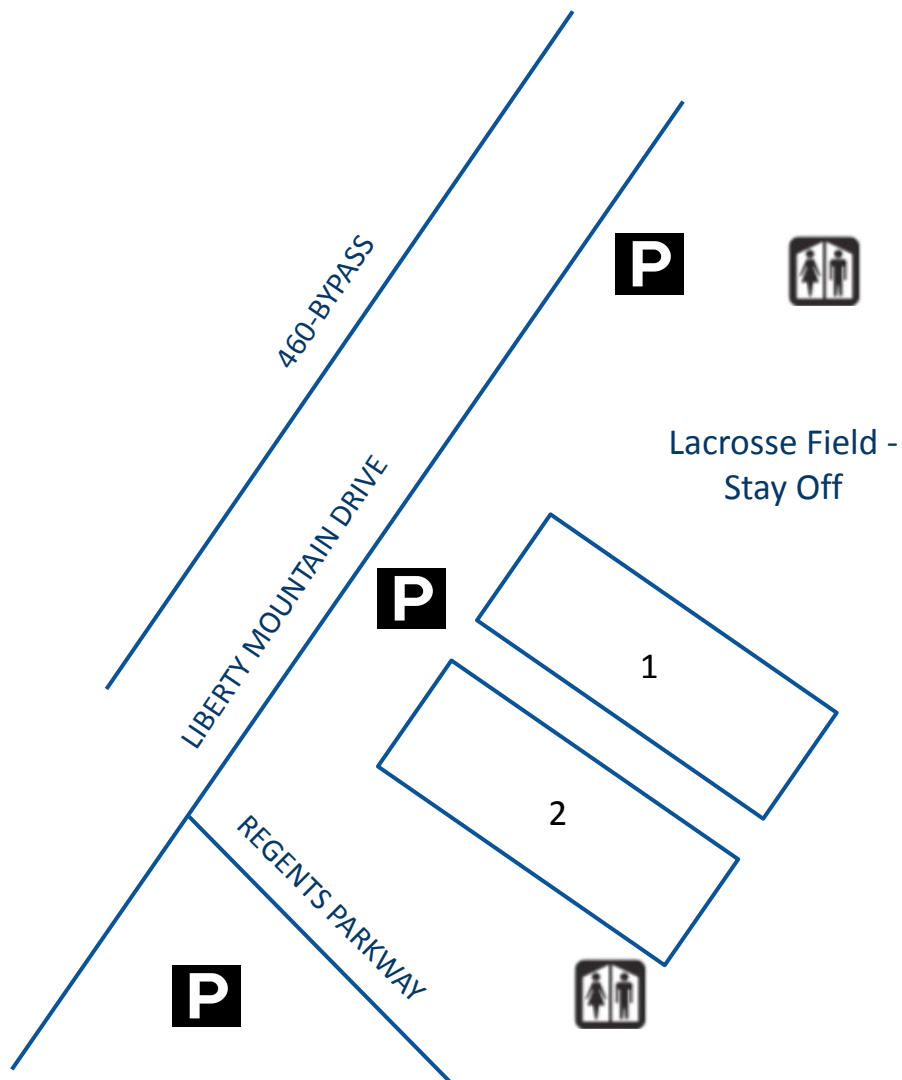 460-BYPASS
P
Lacrosse Field -
Stay Off
LIBERTY MOUNTAIN DRIVE
P
1
2
REGENTS PARKWAY
P